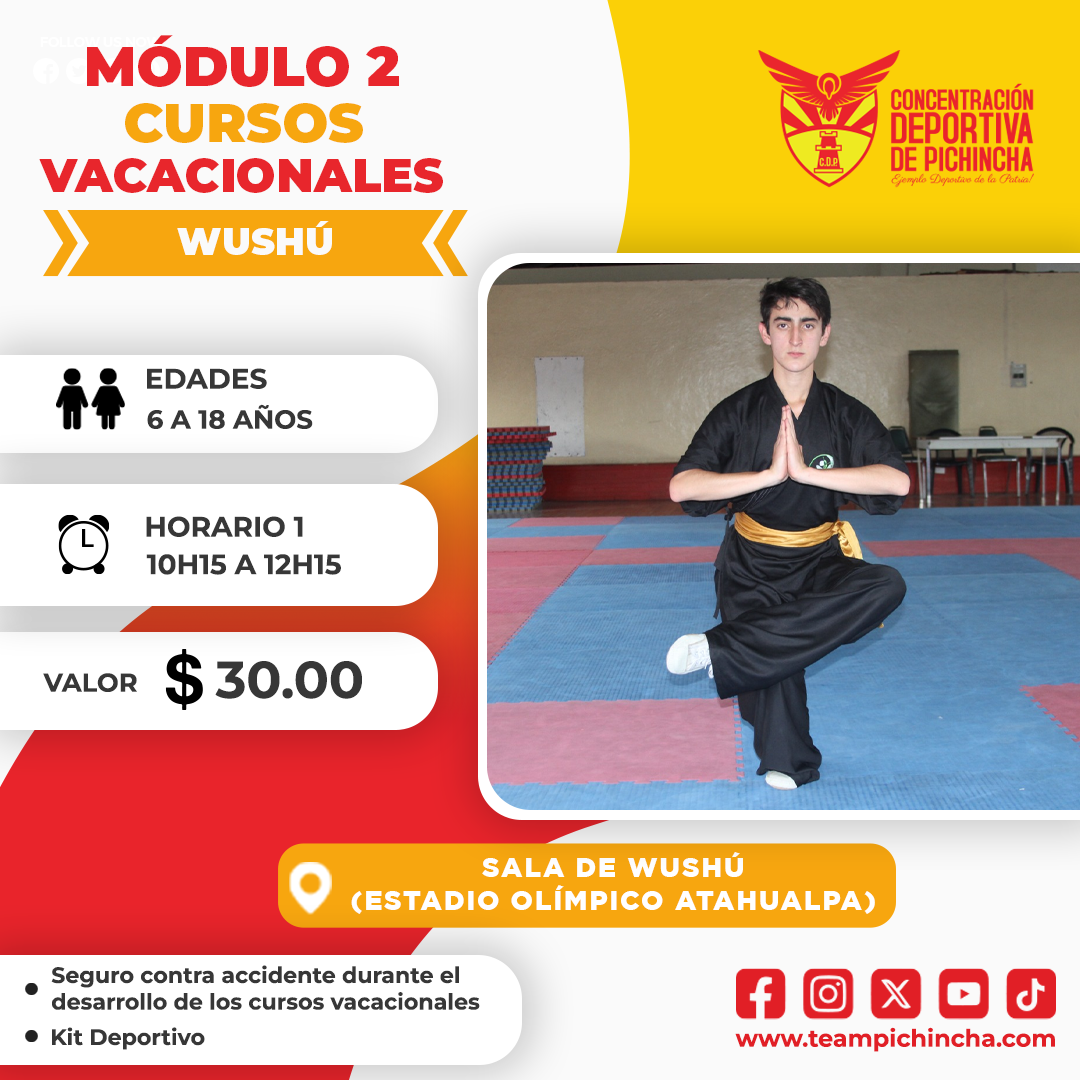 MÓDULO 2
CURSOS
VACACIONALES
WUSHÚ
CONCENTRACIÓN
DEPORTIVA
DE PICHINCHA
Ejemplo Deportivo de la Patria!
C.D.P
EDADES
6 A 18 AÑOS
HORARIO 1
10H15 A 12H15
VALOR $ 30.00
SALA DE WUSHÚ
(ESTADIO OLÍMPICO ATAHUALPA)
Seguro contra accidente durante el
desarrollo de los cursos vacacionales
Kit Deportivo
www.teampichincha.com